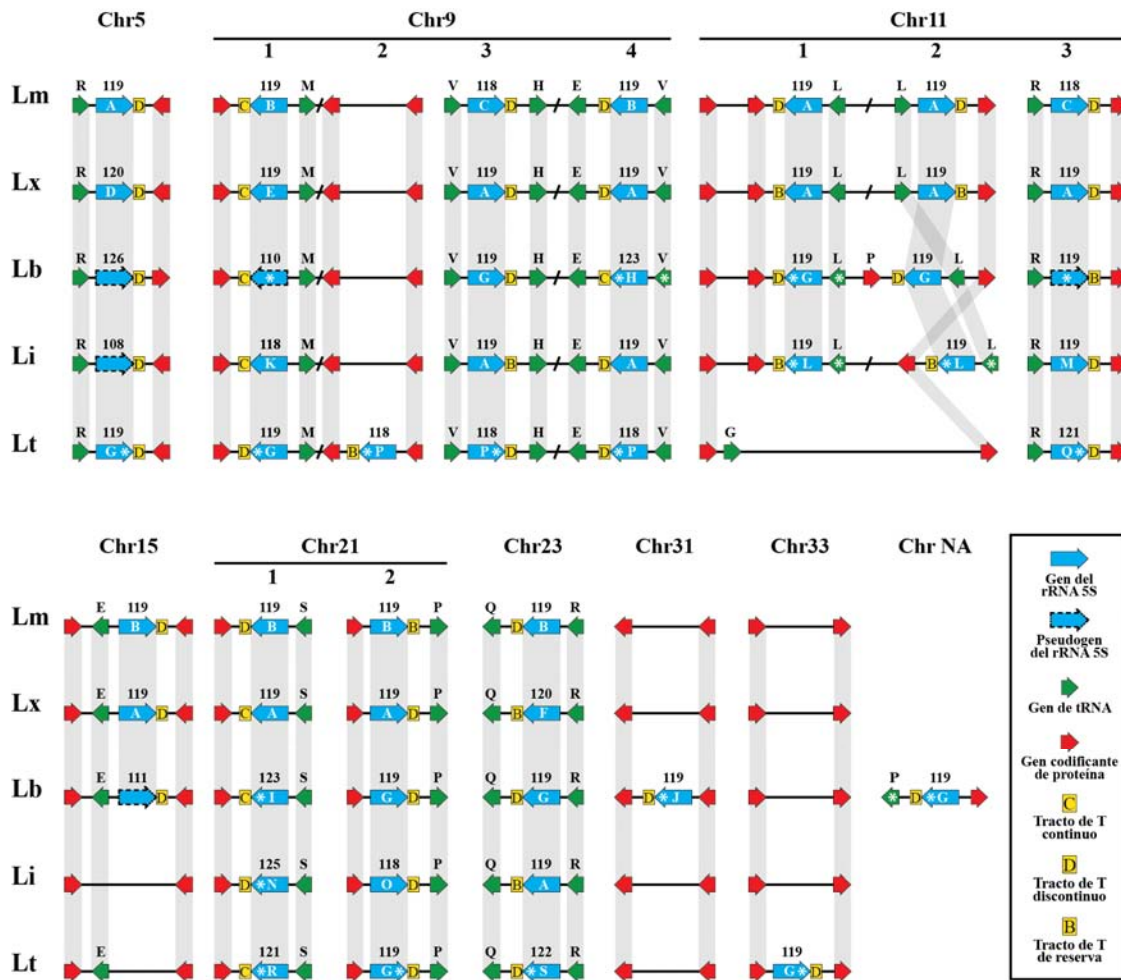 Chr5 Chr9 Chr11
1 2 3 4 1 2 3
119 119 M V 118 H E 119 V 119 L L 119 R 118
R
Lm A D C B M C D D B D A A D C D
R 120 119 M V 119 H E 119 V 119 L L 119 R 119
Lx D D C E A D D A B A A B A D
R 126 110 M V 119 H E 123 V 119 L P 119 L R 119
Lb D C * G D C * H * D * G * D G * B
R 108 118 M V 119 H E 119 V 119 L 119 L R 119
Li D C K A B D A B * L * B * L * M D
R 119 119 M 118 V 118 H E 118 V G R 121
Lt G * D D * G B * P P * D D * P Q * D
Chr15 Chr21 Chr23 Chr31 Chr33 Chr NA
1 2
E 119 119 S 119 P Q 119 R
Lm B D D B B B D B
E 119 119 S 119 P Q 120 R
Lx A D C A A D B F
E 111 123 S 119 P Q 119 R 119 P 119
Lb D C * I G D D G D * J * D * G
125 S 118 P Q 119 R
Li D * N O D B A
E 121 S 119 P Q 122 R 119
Lt C * R G * D D * S G * D
Gen del
rRNA 5S
Pseudogen
del rRNA 5S
Gen de tRNA
Gen codificante
de proteína
C
Tracto de T
continuo
D
Tracto de T
discontinuo
B
Tracto de T
de reserva